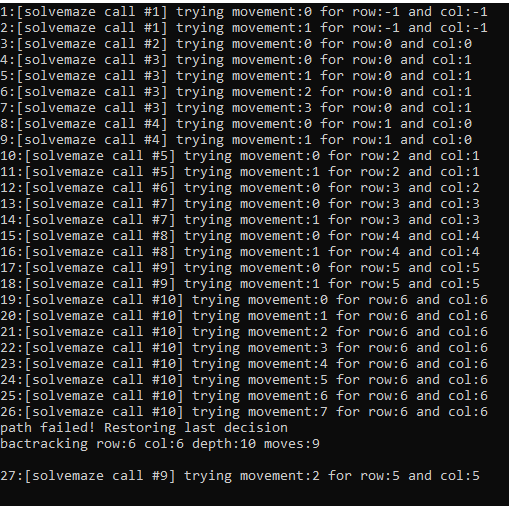 1:[solvemaze call #1] trying movement:0 for row:-1 and col:-1
2:[solvemaze call #1] trying movement:1 for row:-1 and col:-1
3:[solvemaze call #2] trying movement:0 for row:0 and col:0
4:[solvemaze call #3] trying movement:0 for row:0 and col:1
5:[solvemaze call #3] trying movement:1 for row:0 and col:1
6:[solvemaze call #3] trying movement:2 for row:0 and col:1
7:[solvemaze call #3] trying movement:3 for row:0 and col:1
8:[solvemaze call #4] trying movement:0 for row:1 and col:0
9:[solvemaze call #4] trying movement:1 for row:1 and col:0
10:[solvemaze call #5] trying movement:0 for row:2 and col:1
11:[solvemaze call #5] trying movement:1 for row:2 and col:1
12:[solvemaze call #6] trying movement:0 for row:3 and col:2
13:[solvemaze call #7] trying movement:0 for row:3 and col:3
14:[solvemaze call #7] trying movement:1 for row:3 and col:3
15:[solvemaze call #8] trying movement:0 for row:4 and col:4
16:[solvemaze call #8] trying movement:1 for row:4 and col:4
17:[solvemaze call #9] trying movement:0 for row:5 and col:5
18:[solvemaze call #9] trying movement:1 for row:5 and col:5
19:[solvemaze call #10] trying movement:0 for row:6 and col:6
20:[solvemaze call #10] trying movement:1 for row:6 and col:6
21:[solvemaze call #10] trying movement:2 for row:6 and col:6
22:[solvemaze call #10] trying movement:3 for row:6 and col:6
23:[solvemaze call #10] trying movement:4 for row:6 and col:6
24:[solvemaze call #10] trying movement:5 for row:6 and col:6
25:[solvemaze call #10] trying movement:6 for row:6 and col:6
26:[solvemaze call #10] trying movement:7 for row:6 and col:6
path failed! Restoring last decision
bactracking row:6 col:6 depth:10 moves:9
27:[solvemaze call #9] trying movement:2 for row:5 and col:5